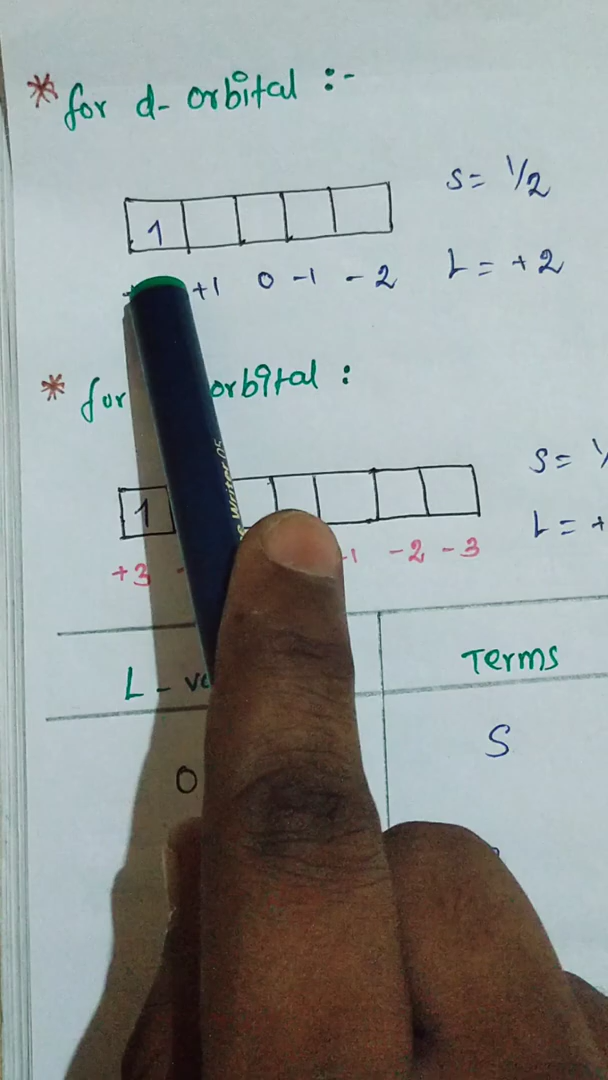 * for d- orbital :-
1
S= 1/2
+1 0 -1 -2
L = +2
* for orbital :
1
S=
+3 -1 -2 -3
L = +
L - Terms
0 S